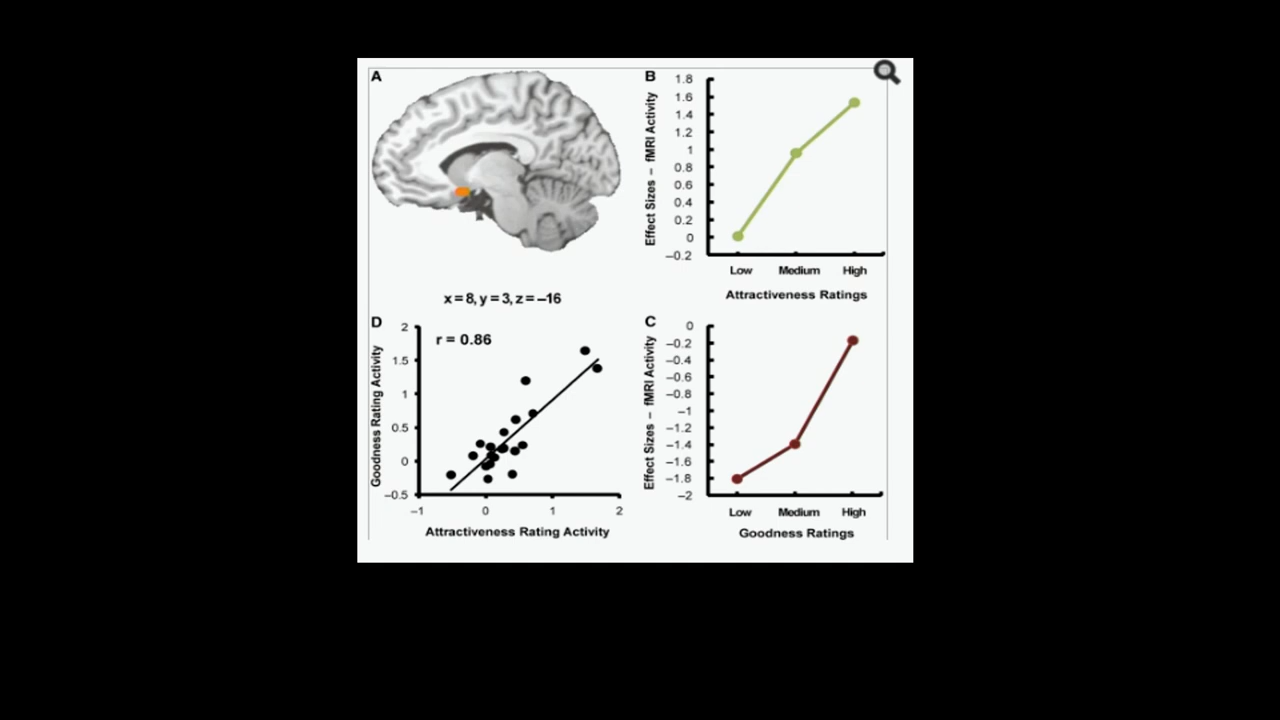 A
x = 8, y = 3, z = –16
B
Effect Sizes – fMRI Activity
1.8
1.6
1.4
1.2
1
0.8
0.6
0.4
0.2
0
–0.2
Low Medium High
Attractiveness Ratings
D
r = 0.86
Goodness Rating Activity
2
1.5
1
0.5
0
–0.5
–1 0 1 2
Attractiveness Rating Activity
C
Effect Sizes – fMRI Activity
0
–0.2
–0.4
–0.6
–0.8
–1
–1.2
–1.4
–1.6
–1.8
–2
Low Medium High
Goodness Ratings